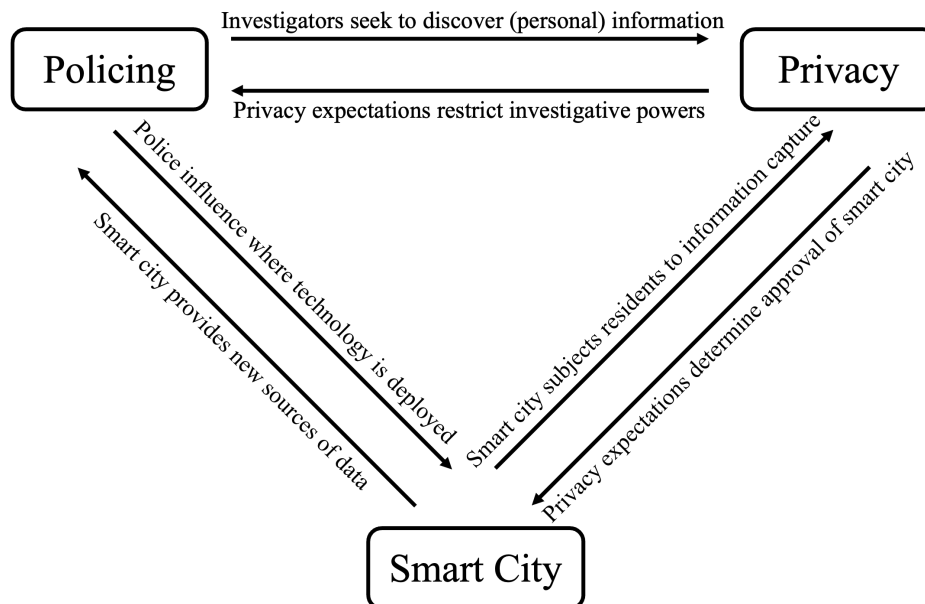 Investigators seek to discover (personal) information
Policing
Privacy
Privacy expectations restrict investigative powers
Police influence where technology is deployed
Smart city provides new sources of data
Smart city subjects residents to information capture
Privacy expectations determine approval of smart city
Smart City